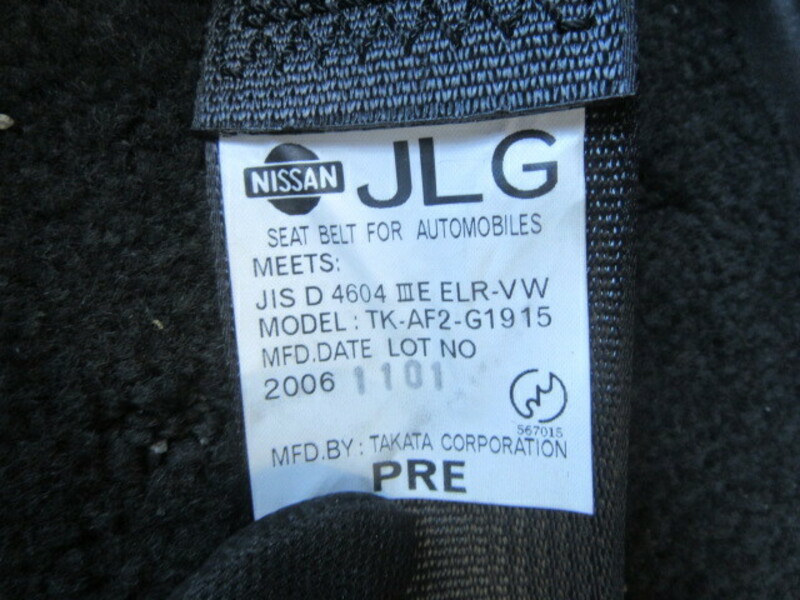 NISSAN JLG
SEAT BELT FOR AUTOMOBILES
MEETS:
JIS D 4604 ⅢE ELR-VW
MODEL : TK-AF2-G1915
MFD.DATE LOT NO
2006 1101
567015
MFD.BY : TAKATA CORPORATION
PRE